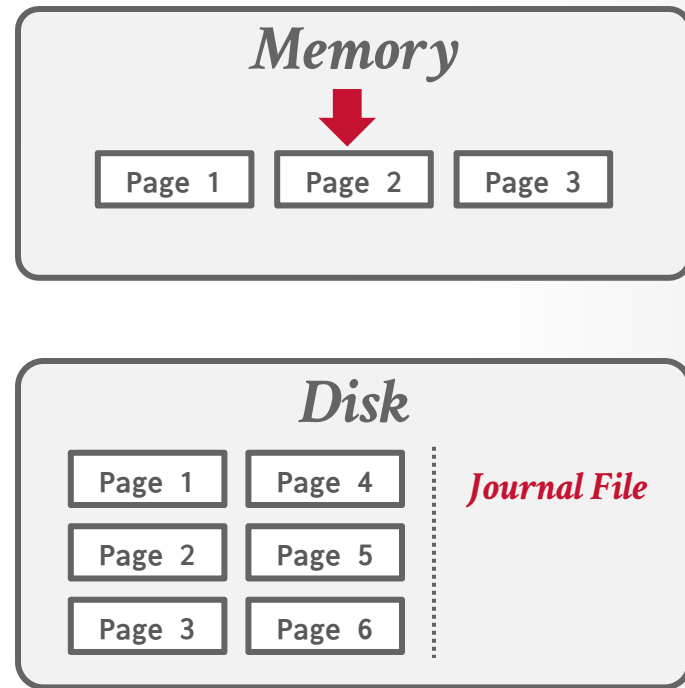 Memory
Page 1 Page 2 Page 3
Disk
Page 1 Page 4
Journal File
Page 2 Page 5
Page 3 Page 6